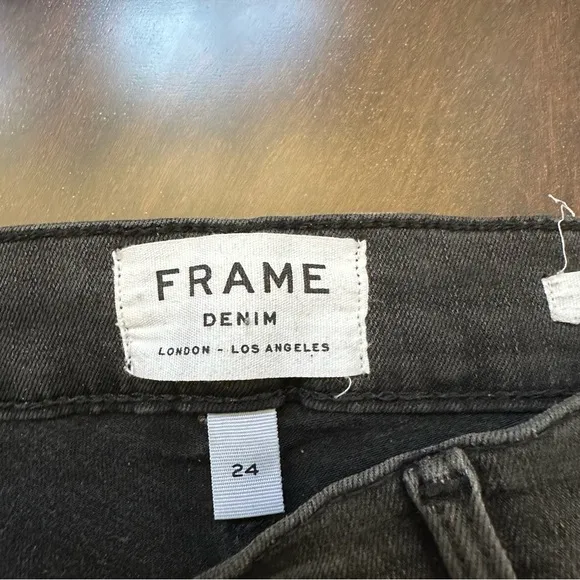 FRAME
DENIM
LONDON - LOS ANGELES
24